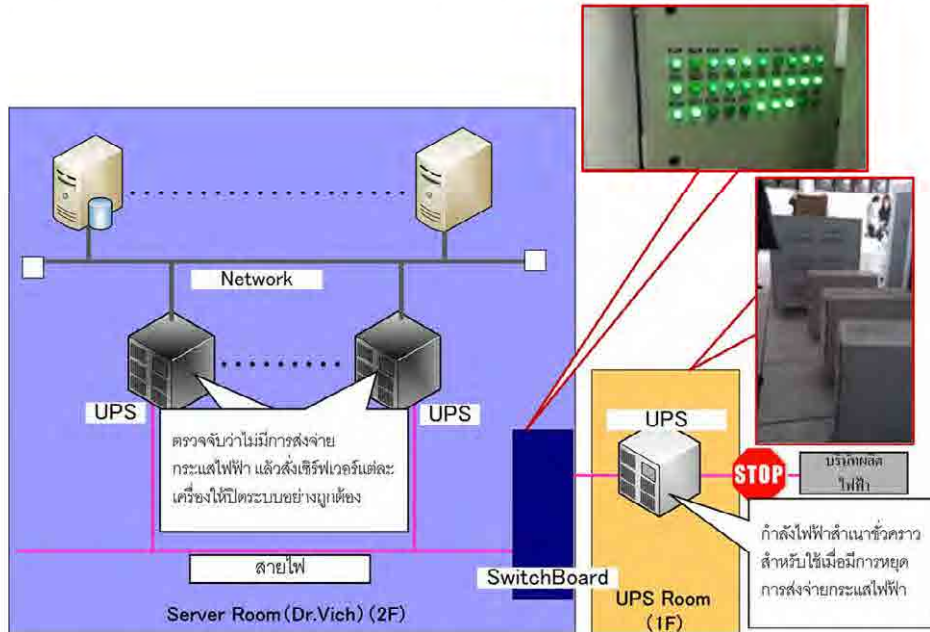 Network
UPS
UPS
ตรวจจับว่าไม่มีการส่งจ่าย
กระแสไฟฟ้า แล้วสั่งเซิร์ฟเวอร์แต่ละ
เครื่องให้ปิดระบบอย่างถูกต้อง
สายไฟ
SwitchBoard
Server Room(Dr.Vich) (2F)
UPS
STOP
บริษัทผลิต
ไฟฟ้า
กำลังไฟฟ้าสำเนาชั่วคราว
สำหรับใช้เมื่อมีการหยุด
การส่งจ่ายกระแสไฟฟ้า
UPS Room
(1F)